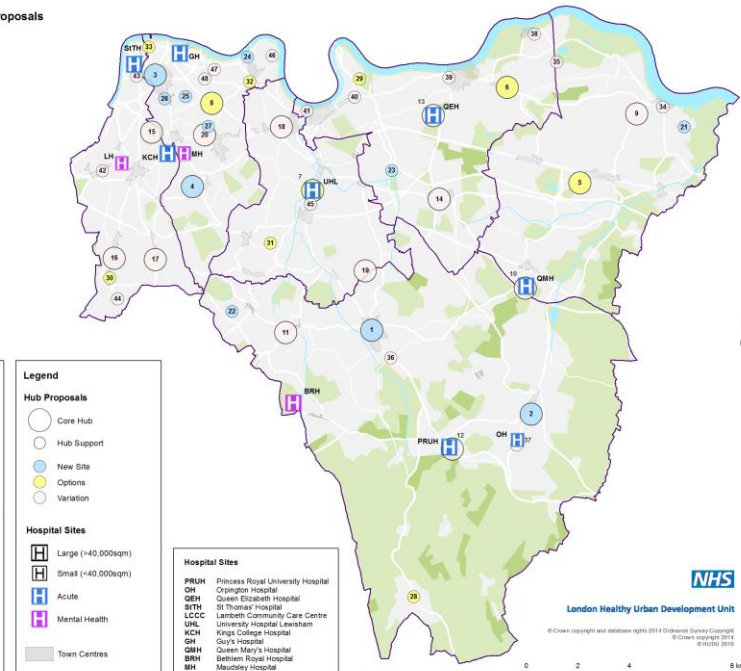 roposals
33
StTH
GH
24
46
43
3
47
48
32
26
25
8
27
15
20
18
LH
KCH
MH
42
4
41
29
40
39
13
QEH
6
38
35
9
34
21
7
UHL
45
23
14
5
31
16
17
30
44
19
10
QMH
22
11
1
36
BRH
2
PRUH
12
OH
37
28
Legend
Hub Proposals
Core Hub
Hub Support
New Site
Options
Variation
Hospital Sites
H Large (>40,000sqm)
H Small (<40,000sqm)
H Acute
H Mental Health
Town Centres
Hospital Sites
PRUH Princess Royal University Hospital
OH Orpington Hospital
QEH Queen Elizabeth Hospital
StTH St Thomas' Hospital
LCCC Lambeth Community Care Centre
UHL University Hospital Lewisham
KCH Kings College Hospital
GH Guy's Hospital
QMH Queen Mary's Hospital
BRH Bethlem Royal Hospital
MH Maudsley Hospital
NHS
London Healthy Urban Development Unit
© Crown copyright and database rights 2014 Ordnance Survey Copyright
© Crown copyright 2014
© HUDU 2016
0 2 4 6 8 k